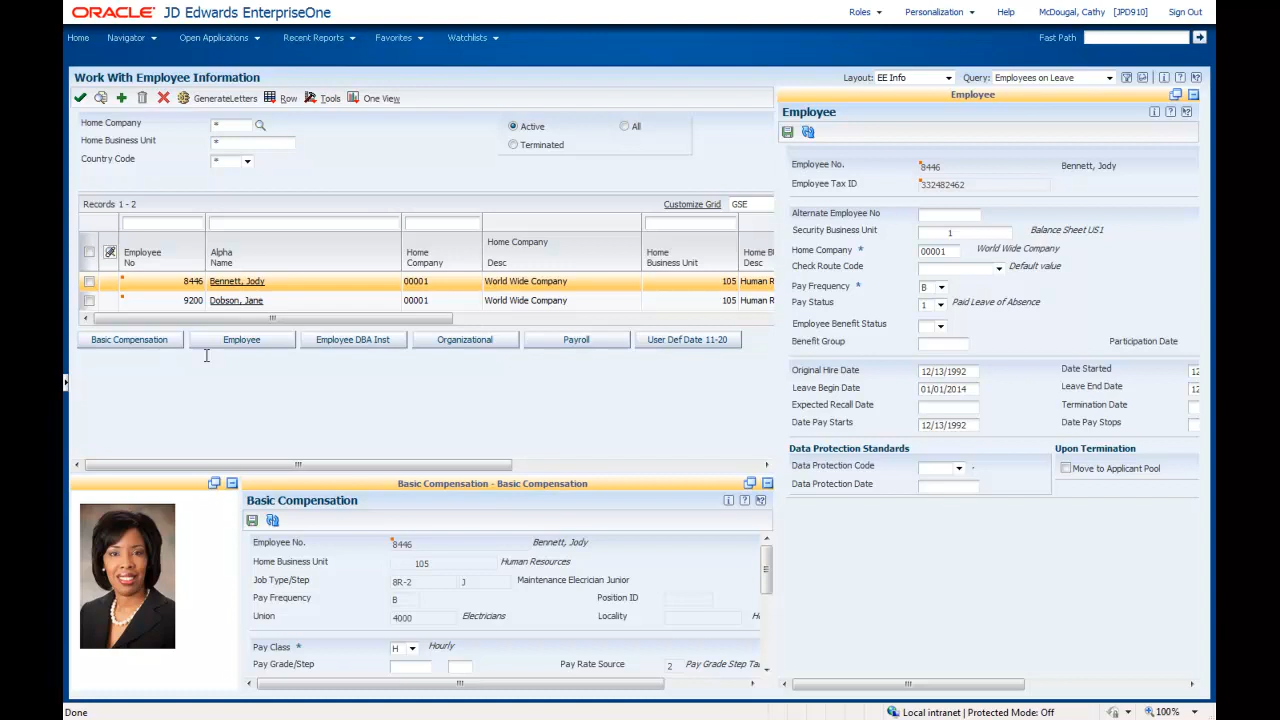 ORACLE JD Edwards EnterpriseOne
Roles Personalization Help McDougal, Cathy [JPD910] Sign Out
Home Navigator Open Applications Recent Reports Favorites Watchlists Fast Path
Work With Employee Information
Layout: EE Info Query: Employees on Leave
GenerateLetters Row Tools One View
Home Company *
Home Business Unit *
Country Code *
Active All
Terminated
Records 1 - 2 Customize Grid GSE
Employee No Alpha Name Home Company Home Company Desc Home Business Unit Home B Desc
8446 Bennett, Jody 00001 World Wide Company 105 Human R
9200 Dobson, Jane 00001 World Wide Company 105 Human R
Basic Compensation Employee Employee DBA Inst Organizational Payroll User Def Date 11-20
Basic Compensation - Basic Compensation
Basic Compensation
Employee No. 8446 Bennett, Jody
Home Business Unit 105 Human Resources
Job Type/Step 8R-2 J Maintenance Elecrician Junior
Pay Frequency B Position ID
Union 4000 Electricians Locality
Pay Class * H Hourly
Pay Grade/Step Pay Rate Source 2 Pay Grade Step Ta
Employee
Employee
Employee No. 8446 Bennett, Jody
Employee Tax ID 332482462
Alternate Employee No
Security Business Unit 1 Balance Sheet US1
Home Company * 00001 World Wide Company
Check Route Code Default value
Pay Frequency * B
Pay Status 1 Paid Leave of Absence
Employee Benefit Status
Benefit Group Participation Date
Original Hire Date 12/13/1992 Date Started 12
Leave Begin Date 01/01/2014 Leave End Date 12
Expected Recall Date Termination Date
Date Pay Starts 12/13/1992 Date Pay Stops
Data Protection Standards Upon Termination
Data Protection Code . Move to Applicant Pool
Data Protection Date
Done Local intranet | Protected Mode: Off 100%